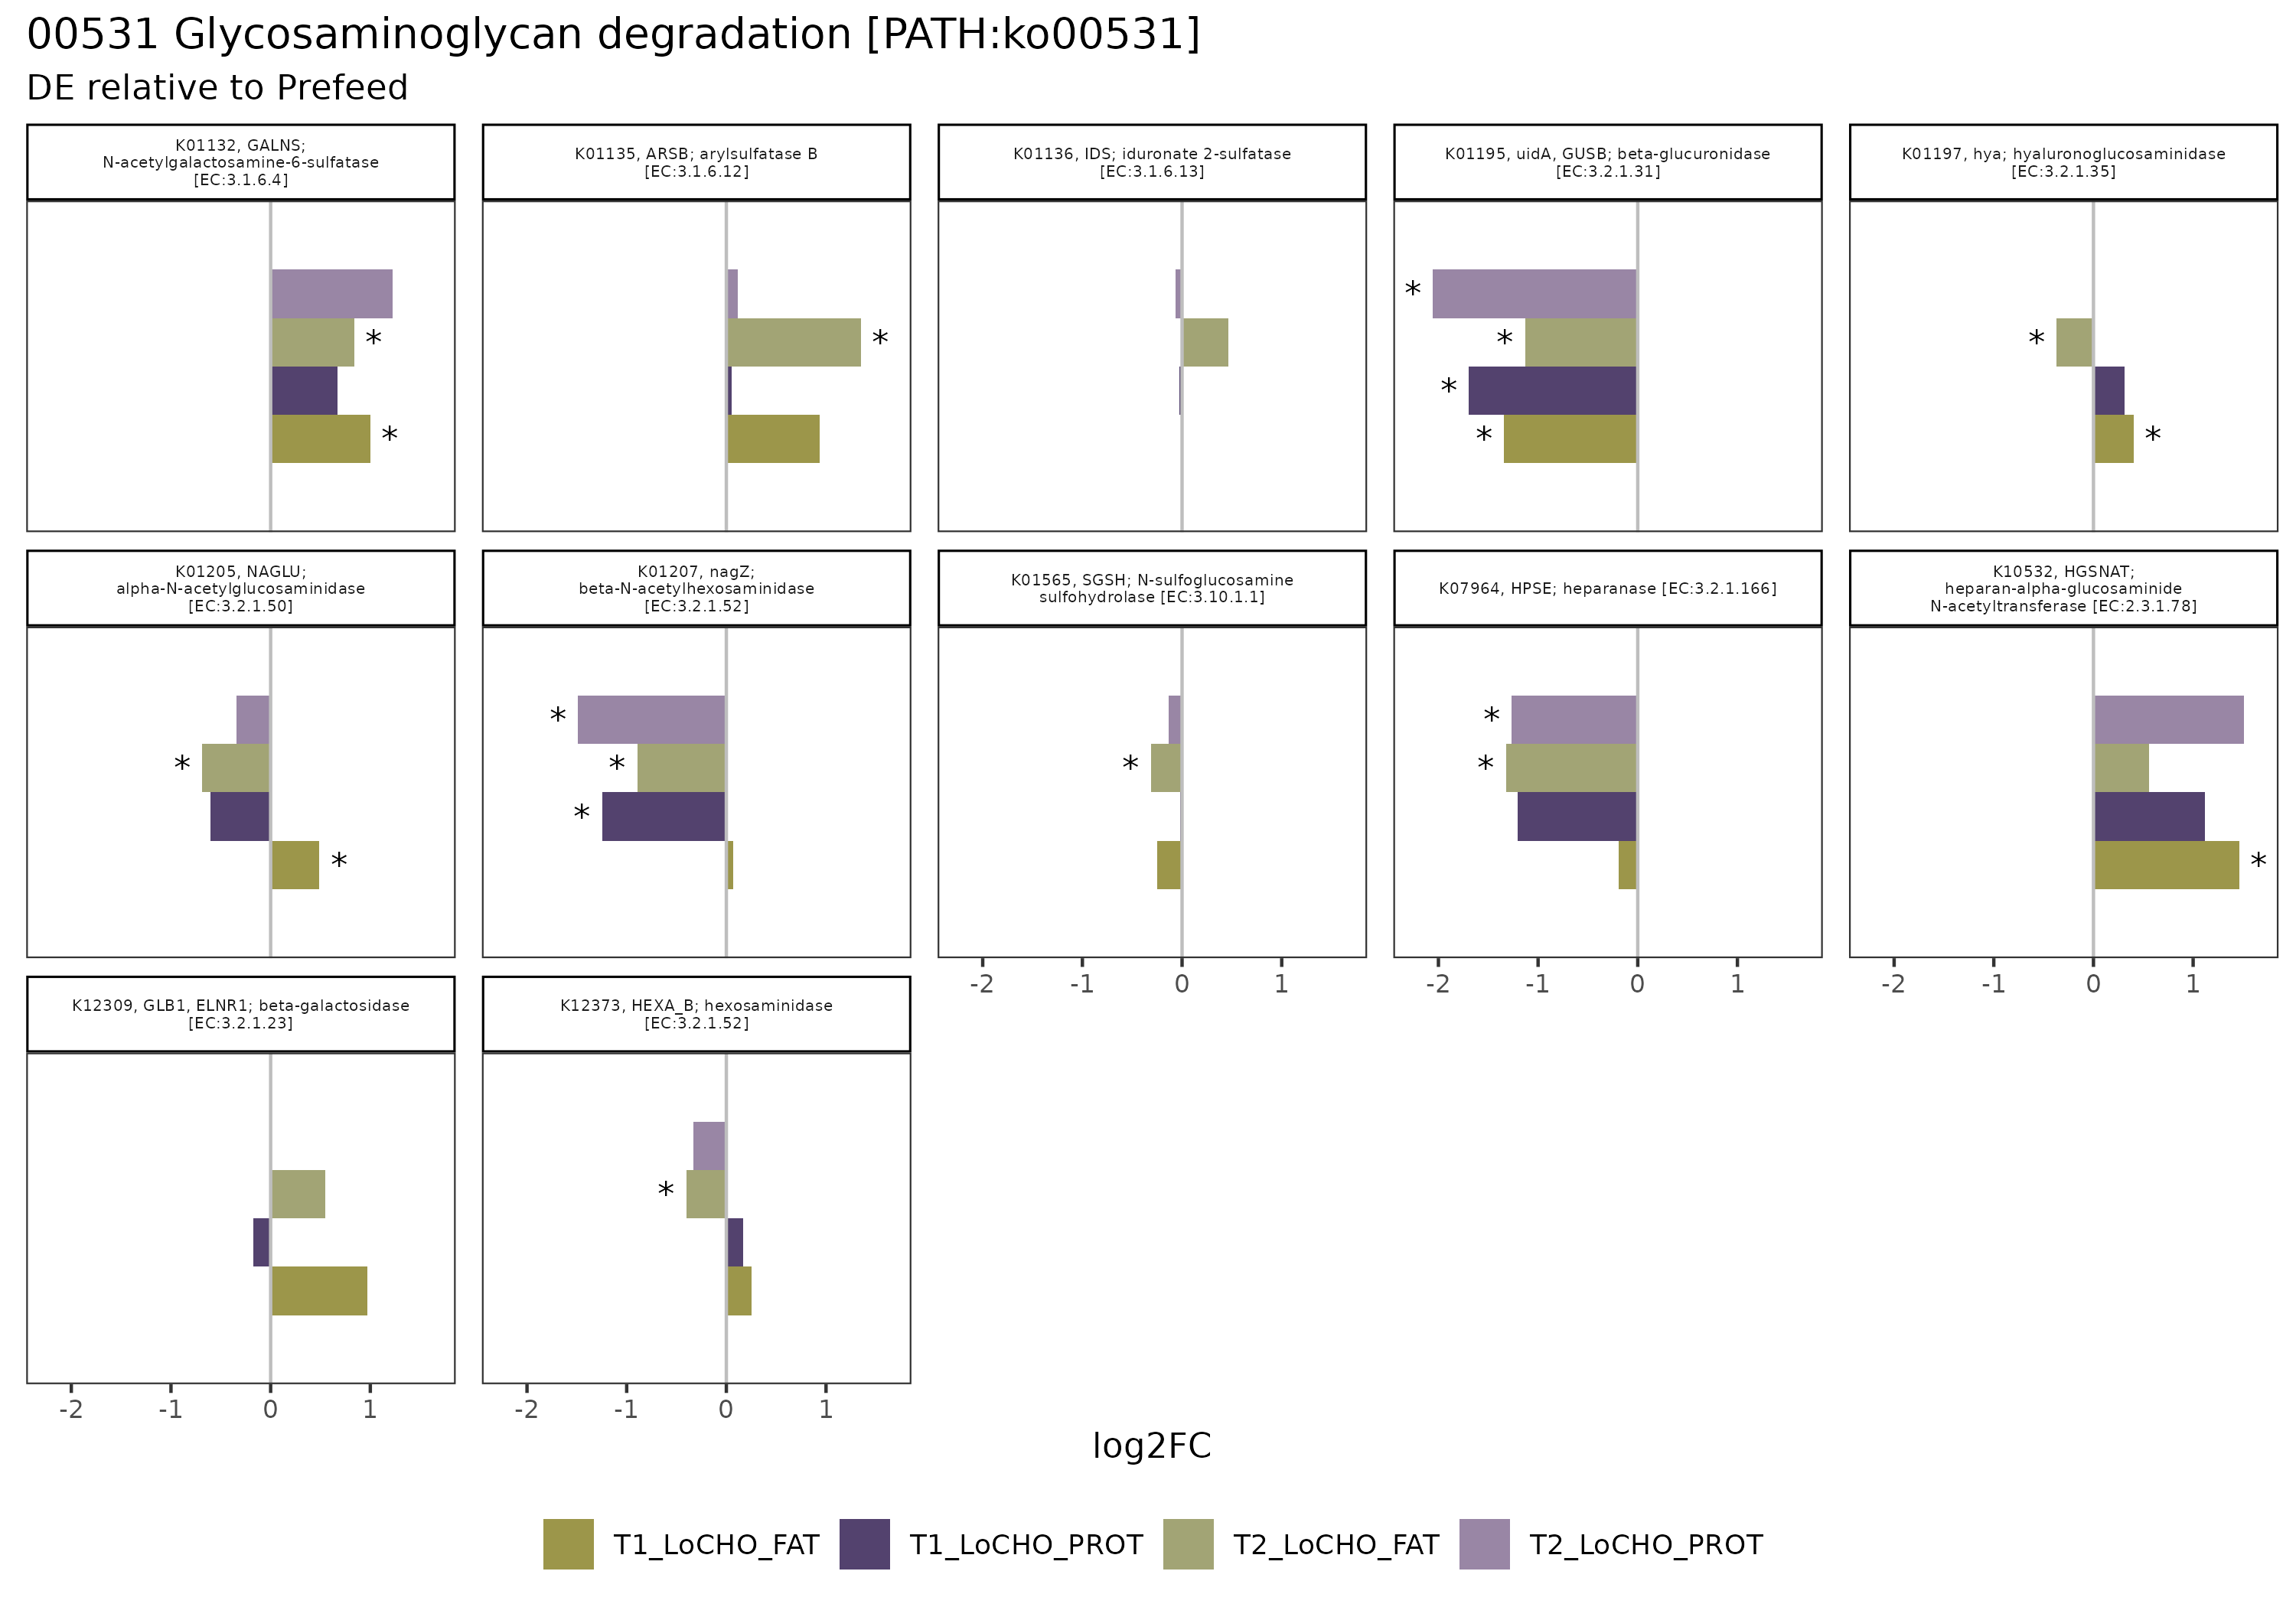 00531 Glycosaminoglycan degradation [PATH:ko00531]
DE relative to Prefeed
K01132, GALNS;
N-acetylgalactosamine-6-sulfatase
[EC:3.1.6.4]
K01135, ARSB; arylsulfatase B
[EC:3.1.6.12]
K01136, IDS; iduronate 2-sulfatase
[EC:3.1.6.13]
K01195, uidA, GUSB; beta-glucuronidase
[EC:3.2.1.31]
K01197, hya; hyaluronoglucosaminidase
[EC:3.2.1.35]
*
*
*
*
*
*
*
*
*
K01205, NAGLU;
alpha-N-acetylglucosaminidase
[EC:3.2.1.50]
K01207, nagZ;
beta-N-acetylhexosaminidase
[EC:3.2.1.52]
K01565, SGSH; N-sulfoglucosamine
sulfohydrolase [EC:3.10.1.1]
K07964, HPSE; heparanase [EC:3.2.1.166]
K10532, HGSNAT;
heparan-alpha-glucosaminide
N-acetyltransferase [EC:2.3.1.78]
*
*
*
*
*
*
*
*
*
-2 -1 0 1
-2 -1 0 1
-2 -1 0 1
K12309, GLB1, ELNR1; beta-galactosidase
[EC:3.2.1.23]
K12373, HEXA_B; hexosaminidase
[EC:3.2.1.52]
*
-2 -1 0 1
-2 -1 0 1
log2FC
T1_LoCHO_FAT T1_LoCHO_PROT T2_LoCHO_FAT T2_LoCHO_PROT